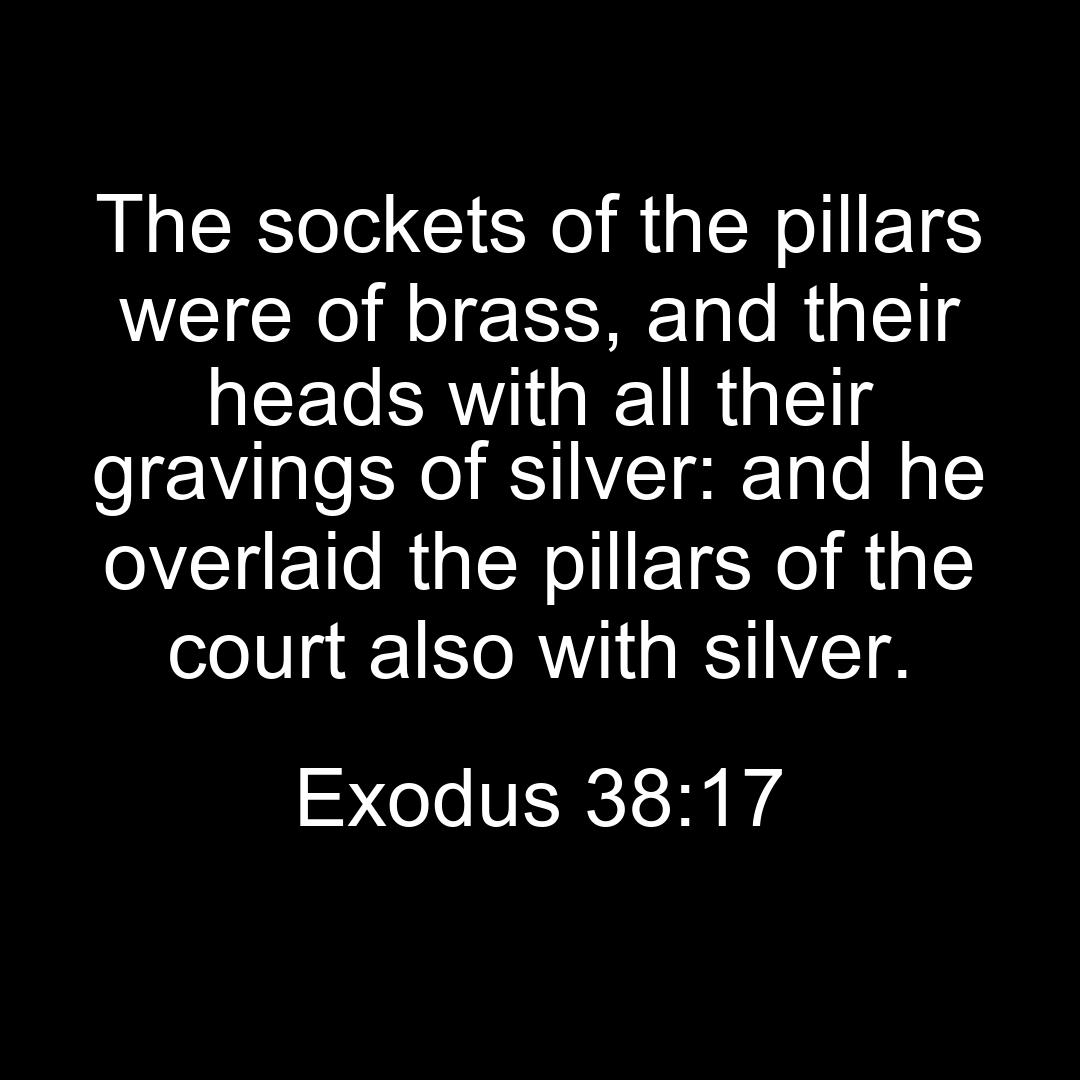 The sockets of the pillars
were of brass, and their
heads with all their
gravings of silver: and he
overlaid the pillars of the
court also with silver.
Exodus 38:17